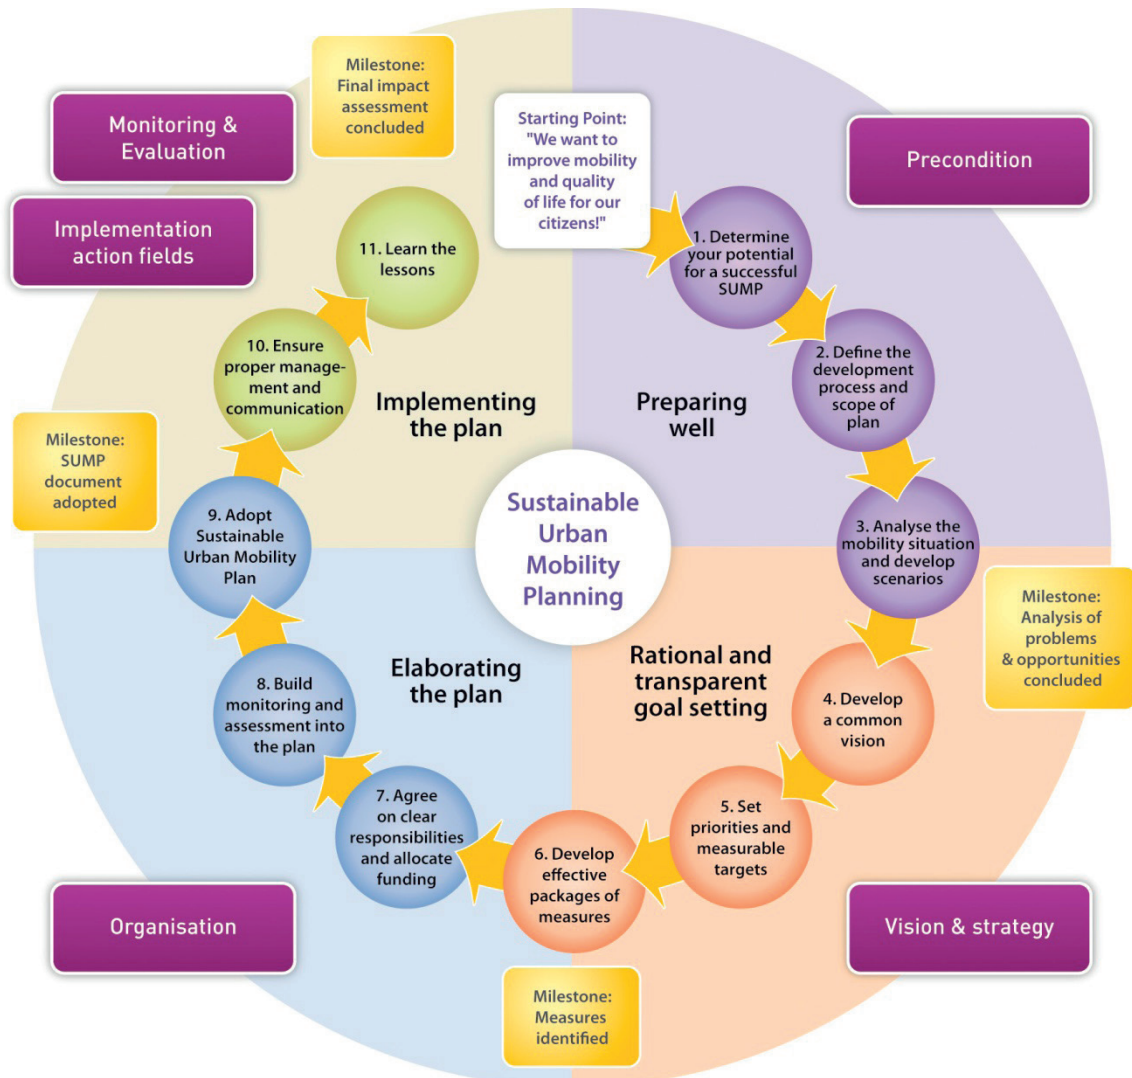 Milestone:
Final impact
assessment
concluded
Monitoring &
Evaluation
Implementation
action fields
Starting Point:
"We want to
improve mobility
and quality
of life for our
citizens!"
Precondition
1. Determine
your potential
for a successful
SUMP
2. Define the
development
process and
scope of
plan
3. Analyse the
mobility situation
and develop
scenarios
Milestone:
Analysis of
problems
& opportunities
concluded
4. Develop
a common
vision
5. Set
priorities and
measurable
targets
6. Develop
effective
packages of
measures
Milestone:
Measures
identified
7. Agree
on clear
responsibilities
and allocate
funding
8. Build
monitoring and
assessment into
the plan
9. Adopt
Sustainable
Urban Mobility
Plan
Milestone:
SUMP
document
adopted
10. Ensure
proper manage-
ment and
communication
11. Learn the
lessons
Implementing
the plan
Preparing
well
Sustainable
Urban
Mobility
Planning
Elaborating
the plan
Rational and
transparent
goal setting
Organisation
Vision & strategy